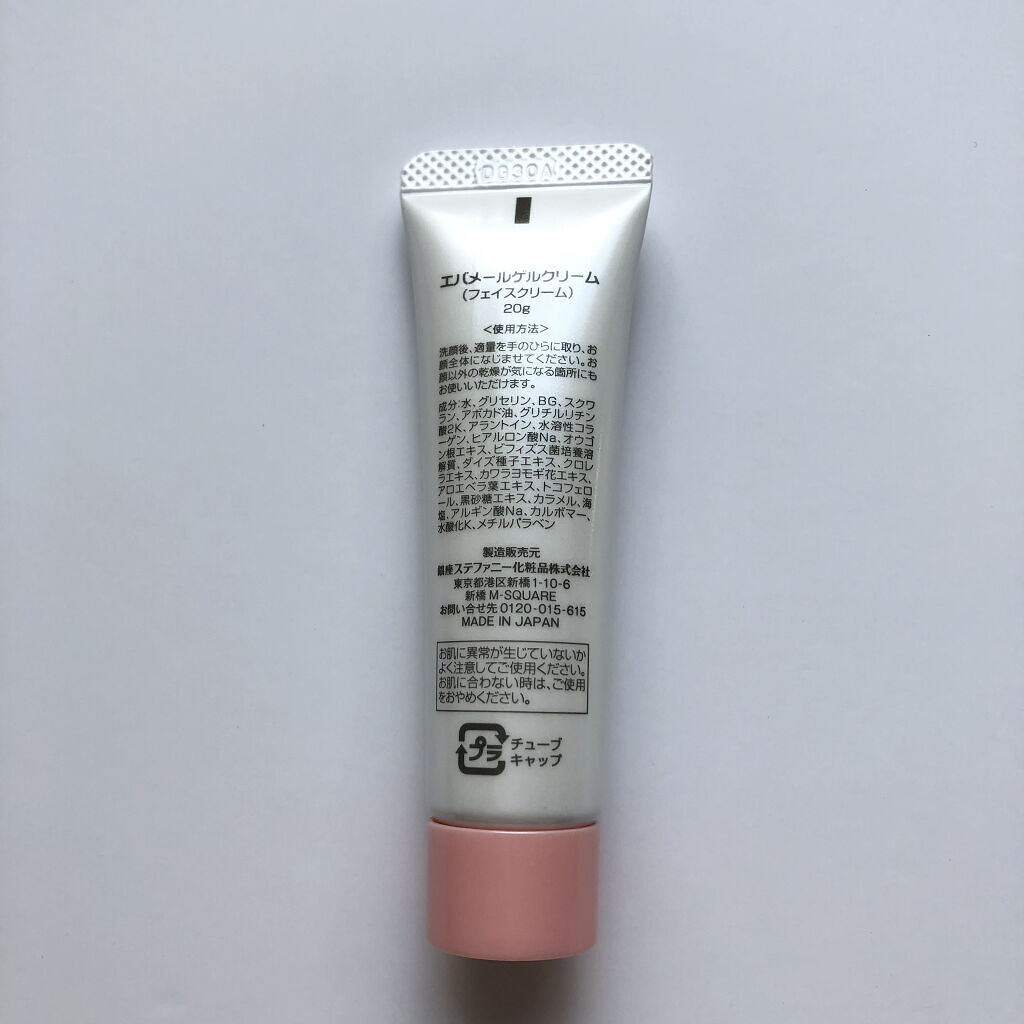 DG30A
エバメールゲルクリーム
(フェイスクリーム)
20g
<使用方法>
洗顔後、適量を手のひらに取り、お
顔全体になじませてください。お
顔以外の乾燥が気になる箇所にも
お使いいただけます。
成分:水、グリセリン、BG、スクワ
ラン、アボカド油、グリチルリチン
酸2K、アラントイン、水溶性コラ
ーゲン、ヒアルロン酸Na、オウゴ
ン根エキス、ビフィズス菌培養溶
解質、ダイズ種子エキス、クロレ
ラエキス、カワラヨモギ花エキス、
アロエベラ葉エキス、トコフェロ
ール、黒砂糖エキス、カラメル、海
塩、アルギン酸Na、カルボマー、
水酸化K、メチルパラベン
製造販売元
銀座ステファニー化粧品株式会社
東京都港区新橋1-10-6
新橋 M-SQUARE
お問い合せ先 0120-015-615
MADE IN JAPAN
お肌に異常が生じていないか
よく注意してご使用ください。
お肌に合わない時は、ご使用
をおやめください。
プラ チューブ
キャップ